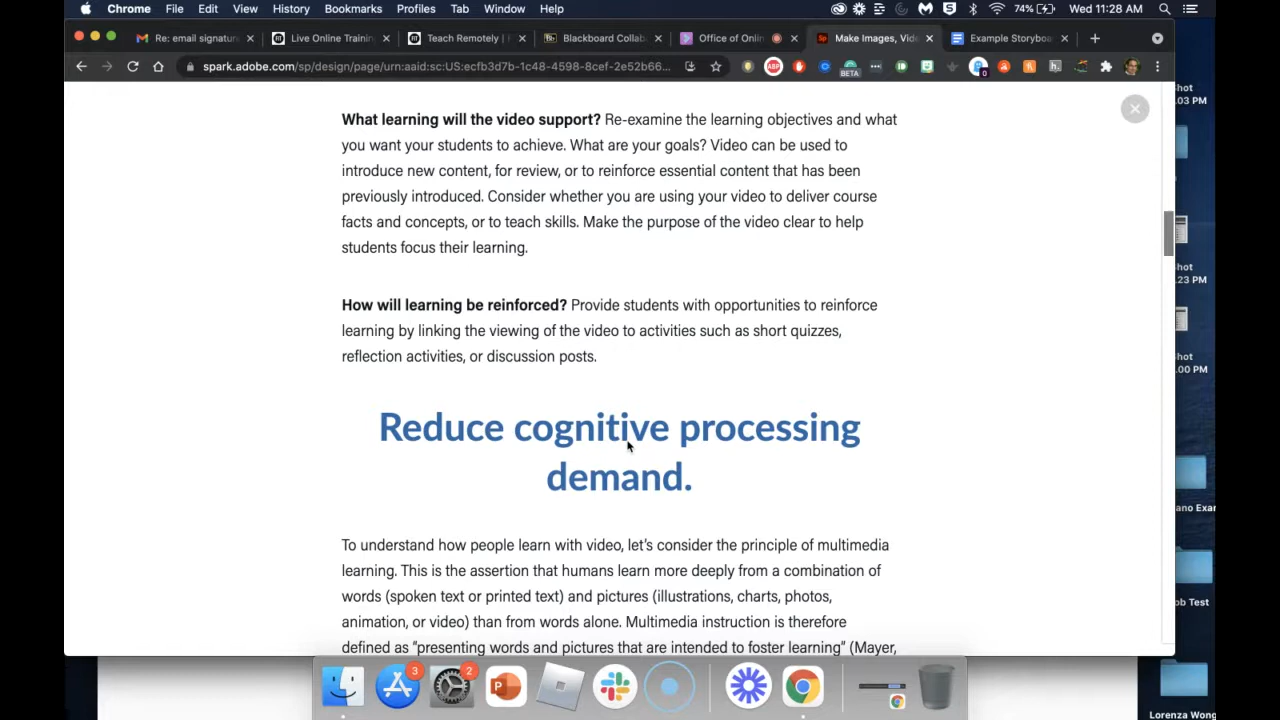 Chrome File Edit View History Bookmarks Profiles Tab Window Help 74% Wed 11:28 AM
Re: email signatur Live Online Training Teach Remotely | Blackboard Collab Office of Onlin Make Images, Vide Example Storyboa
spark.adobe.com/sp/design/page/urn:aaid:sc:US:ecfb3d7b-1c48-4598-8cef-2e52b66...
BETA
What learning will the video support? Re-examine the learning objectives and what
you want your students to achieve. What are your goals? Video can be used to
introduce new content, for review, or to reinforce essential content that has been
previously introduced. Consider whether you are using your video to deliver course
facts and concepts, or to teach skills. Make the purpose of the video clear to help
students focus their learning.
How will learning be reinforced? Provide students with opportunities to reinforce
learning by linking the viewing of the video to activities such as short quizzes,
reflection activities, or discussion posts.
Reduce cognitive processing
demand.
To understand how people learn with video, let's consider the principle of multimedia
learning. This is the assertion that humans learn more deeply from a combination of
words (spoken text or printed text) and pictures (illustrations, charts, photos,
animation, or video) than from words alone. Multimedia instruction is therefore
defined as "presenting words and pictures that are intended to foster learning" (Mayer,
hot
.03 PM
hot
.23 PM
hot
.00 PM
ano Exam
ob Test
Lorenza Wong
3
2